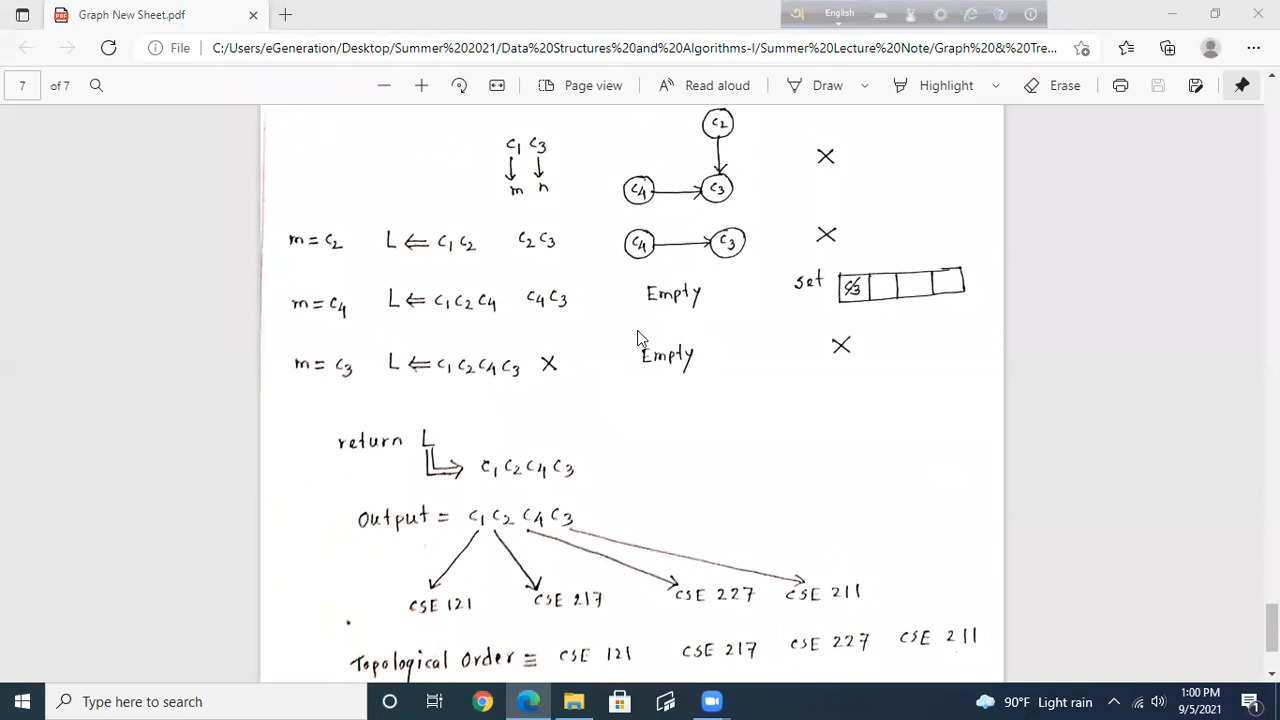 Graph New Sheet.pdf
English
File
C:/Users/eGeneration/Desktop/Summer%202021/Data%20Structures%20and%20Algorithms-I/Summer%20Lecture%20Note/Graph%20&%20Tre...
7 of 7
Page view
Read aloud
Draw
Highlight
Erase
c2
c1 c3
m n
c4 c3
X
m = c2 L ⇐ c1 c2 c2 c3 c4 c3 X
set c3
m = c4 L ⇐ c1 c2 c4 c4 c3 Empty
m = c3 L ⇐ c1 c2 c4 c3 X Empty X
return L
c1 c2 c4 c3
Output = c1 c2 c4 c3
CSE 121 CSE 217 CSE 227 CSE 211
Topological Order = CSE 121 CSE 217 CSE 227 CSE 211
Type here to search
90°F Light rain
1:00 PM
9/5/2021